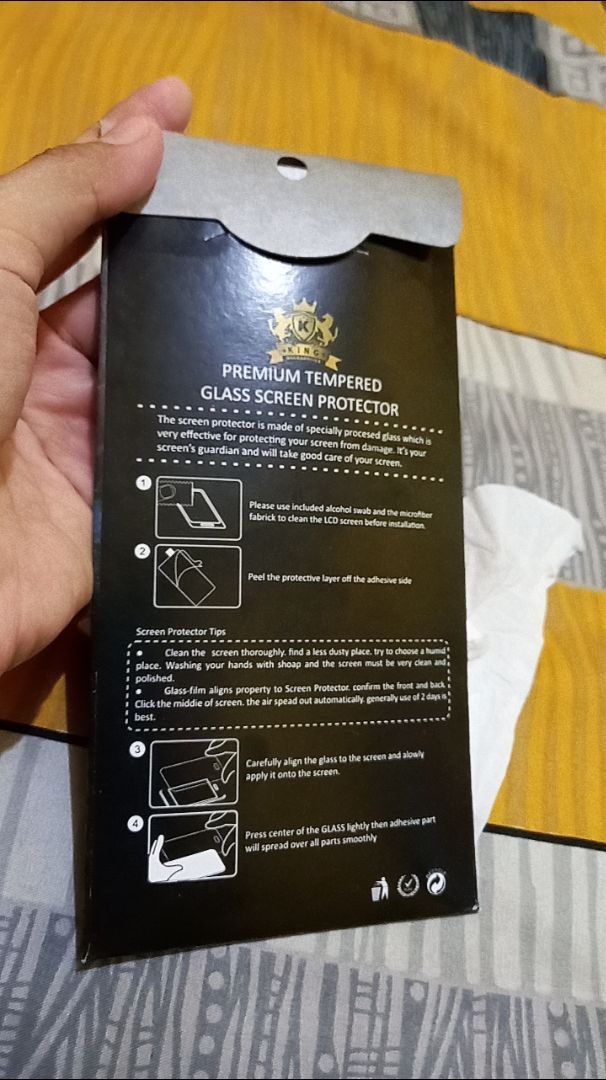 K
KING
PREMIUM TEMPERED
GLASS SCREEN PROTECTOR
The screen protector is made of specially procesed glass which is
very effective for protecting your screen from damage. It's your
screen's guardian and will take good care of your screen.
1
Please use included alcohol swab and the microfiber
fabrick to clean the LCD screen before installation.
2
Peel the protective layer off the adhesive side
Screen Protector Tips
• Clean the screen thoroughly. find a less dusty place. try to choose a humid
place. Washing your hands with shoap and the screen must be very clean and
polished.
• Glass-film aligns property to Screen Protector. confirm the front and back
Click the middie of screen. the air spead out automatically. generally use of 2 days is
best.
3
Carefully align the glass to the screen and alowly
apply it onto the screen.
4
Press center of the GLASS lightly then adhesive part
will spread over all parts smoothly